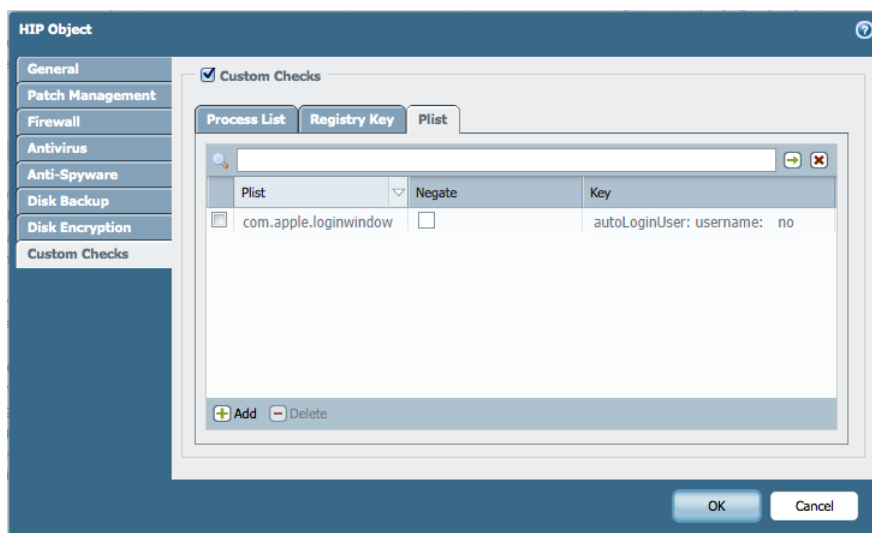 HIP Object
General
Patch Management
Firewall
Antivirus
Anti-Spyware
Disk Backup
Disk Encryption
Custom Checks
Custom Checks
Process List Registry Key Plist
Plist Negate Key
com.apple.loginwindow autoLoginUser: username: no
Add Delete
OK Cancel